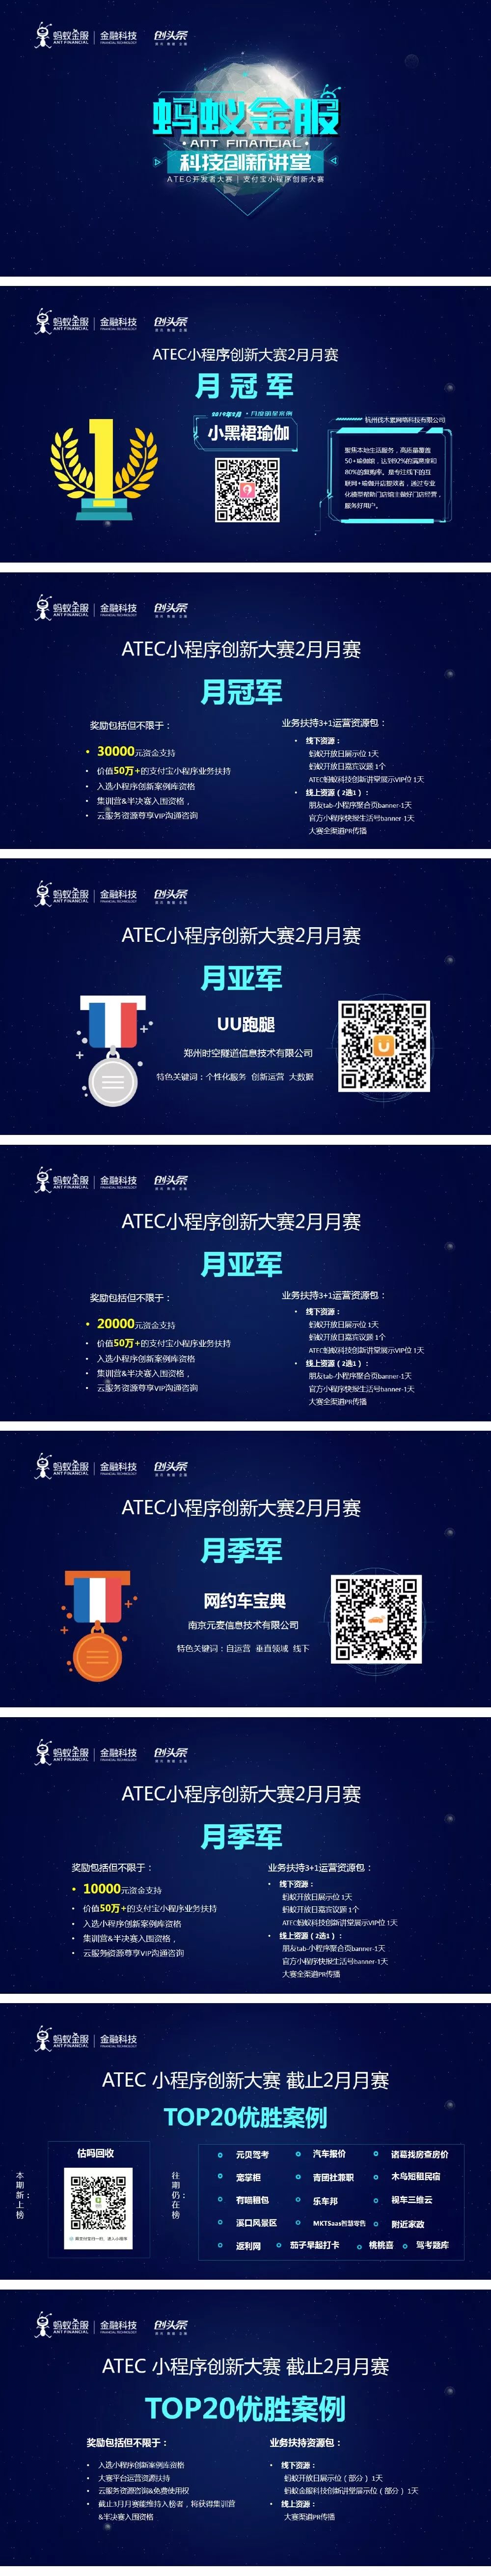 蚂蚁金服 金融科技 创头条
ANT FINANCIAL FINANCIAL TECHNOLOGY
蚂蚁金服
ANT FINANCIAL
科技创新讲堂
ATEC开发者大赛 | 支付宝小程序创新大赛
蚂蚁金服 金融科技 创头条
ANT FINANCIAL FINANCIAL TECHNOLOGY
ATEC小程序创新大赛2月月赛
月冠军
2019年2月 · 月度明星案例
小黑裙瑜伽
杭州伐木累网络科技有限公司
聚焦本地生活服务,高质量覆盖
50+瑜伽馆,达到92%的满意度和
80%的复购率。是专注线下的互
联网+瑜伽开店提效者,通过专业
化模型帮助门店馆主做好门店经营,
服务好用户。
蚂蚁金服 金融科技 创头条
ANT FINANCIAL FINANCIAL TECHNOLOGY
ATEC小程序创新大赛2月月赛
月冠军
奖励包括但不限于:
• 30000元资金支持
• 价值50万+的支付宝小程序业务扶持
• 入选小程序创新案例库资格
• 集训营&半决赛入围资格,
• 云服务资源尊享VIP沟通咨询
业务扶持3+1运营资源包:
• 线下资源:
蚂蚁开放日展示位 1天
蚂蚁开放日嘉宾议题 1个
ATEC蚂蚁科技创新讲堂展示VIP位 1天
• 线上资源(2选1):
朋友tab-小程序聚合页banner-1天
官方小程序快报生活号banner-1天
大赛全渠道PR传播
蚂蚁金服 金融科技 创头条
ANT FINANCIAL FINANCIAL TECHNOLOGY
ATEC小程序创新大赛2月月赛
月亚军
UU跑腿
郑州时空隧道信息技术有限公司
特色关键词:个性化服务 创新运营 大数据
蚂蚁金服 金融科技 创头条
ANT FINANCIAL FINANCIAL TECHNOLOGY
ATEC小程序创新大赛2月月赛
月亚军
奖励包括但不限于:
• 20000元资金支持
• 价值50万+的支付宝小程序业务扶持
• 入选小程序创新案例库资格
• 集训营&半决赛入围资格,
• 云服务资源尊享VIP沟通咨询
业务扶持3+1运营资源包:
• 线下资源:
蚂蚁开放日展示位 1天
蚂蚁开放日嘉宾议题 1个
ATEC蚂蚁科技创新讲堂展示VIP位 1天
• 线上资源(2选1):
朋友tab-小程序聚合页banner-1天
官方小程序快报生活号banner-1天
大赛全渠道PR传播
蚂蚁金服 金融科技 创头条
ANT FINANCIAL FINANCIAL TECHNOLOGY
ATEC小程序创新大赛2月月赛
月季军
网约车宝典
南京元麦信息技术有限公司
特色关键词:自运营 垂直领域 线下
蚂蚁金服 金融科技 创头条
ANT FINANCIAL FINANCIAL TECHNOLOGY
ATEC小程序创新大赛2月月赛
月季军
奖励包括但不限于:
• 10000元资金支持
• 价值50万+的支付宝小程序业务扶持
• 入选小程序创新案例库资格
• 集训营&半决赛入围资格,
• 云服务资源尊享VIP沟通咨询
业务扶持3+1运营资源包:
• 线下资源:
蚂蚁开放日展示位 1天
蚂蚁开放日嘉宾议题 1个
ATEC蚂蚁科技创新讲堂展示VIP位 1天
• 线上资源(2选1):
朋友tab-小程序聚合页banner-1天
官方小程序快报生活号banner-1天
大赛全渠道PR传播
蚂蚁金服 金融科技 创头条
ANT FINANCIAL FINANCIAL TECHNOLOGY
ATEC 小程序创新大赛 截止2月月赛
TOP20优胜案例
本期新上榜:
估吗回收
往期仍在榜:
元贝驾考 汽车报价 诸葛找房查房价
宠掌柜 青团社兼职 木鸟短租民宿
有啥租包 乐车邦 视车三维云
溪口风景区 MKTSaas智慧零售 附近家政
返利网 茄子早起打卡 桃桃喜 驾考题库
蚂蚁金服 金融科技 创头条
ANT FINANCIAL FINANCIAL TECHNOLOGY
ATEC 小程序创新大赛 截止2月月赛
TOP20优胜案例
奖励包括但不限于:
• 入选小程序创新案例库资格
• 大赛平台运营资源扶持
• 云服务资源咨询&免费使用权
• 截止3月月赛能维持入榜者,将获得集训营
&半决赛入围资格
业务扶持资源包:
• 线下资源:
蚂蚁开放日展示位(部分) 1天
蚂蚁金服科技创新讲堂展示位(部分) 1天
• 线上资源:
大赛渠道PR传播